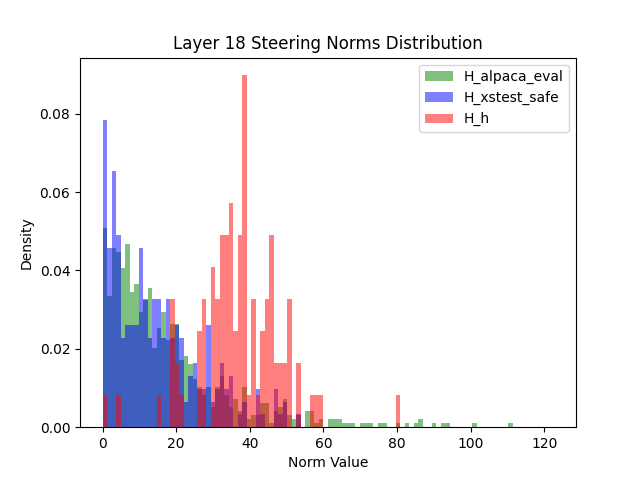 Layer 18 Steering Norms Distribution
H_alpaca_eval
H_xstest_safe
H_h
Density
0.08
0.06
0.04
0.02
0.00
0 20 40 60 80 100 120
Norm Value